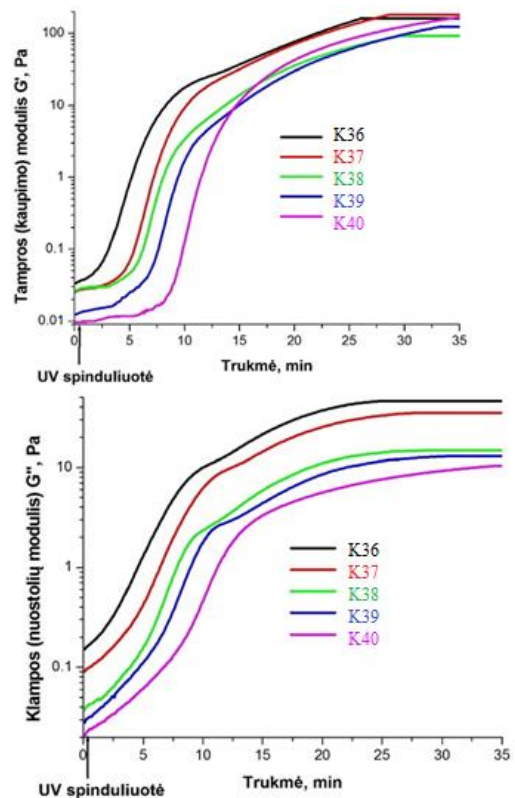 Tampros (kaupimo) modulis G', Pa
100
10
1
0.1
0.01
K36
K37
K38
K39
K40
0 5 10 15 20 25 30 35
Trukmė, min
UV spinduliuotė
Klampos (nuostolių modulis) G'', Pa
10
1
0.1
K36
K37
K38
K39
K40
0 5 10 15 20 25 30 35
Trukmė, min
UV spinduliuotė